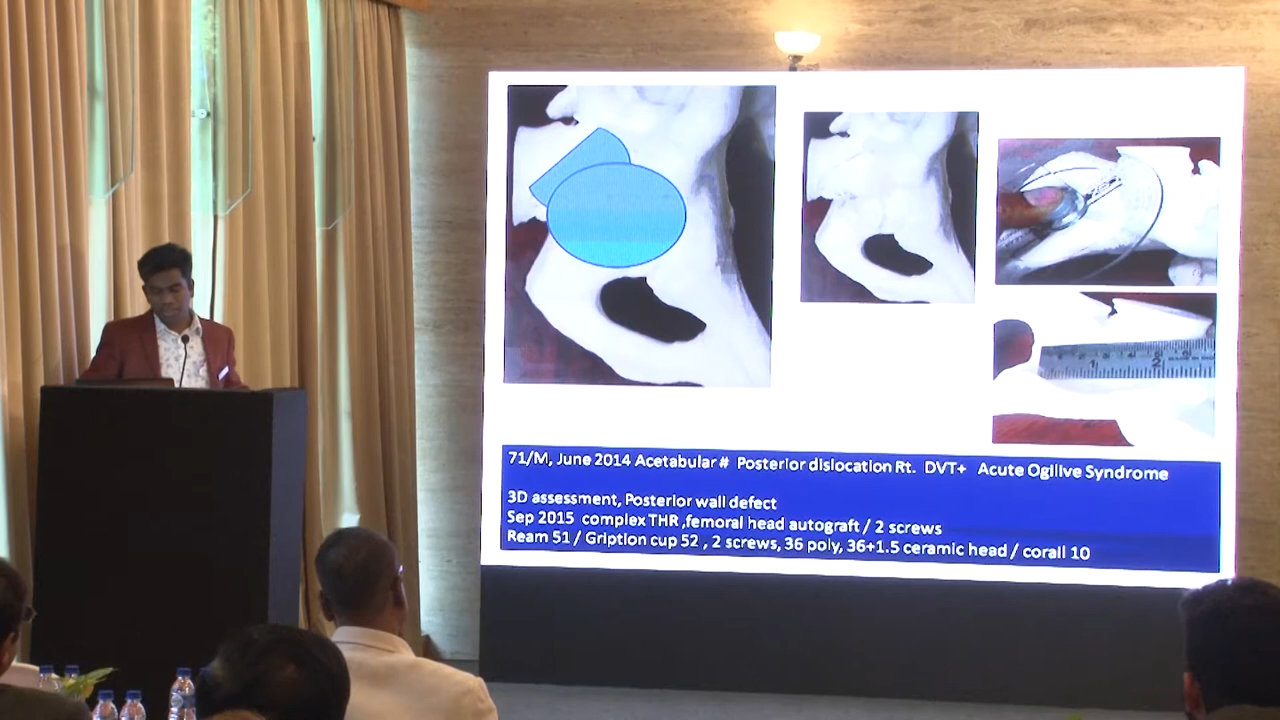 71/M, June 2014 Acetabular # Posterior dislocation Rt. DVT+ Acute Ogilive Syndrome
3D assessment, Posterior wall defect
Sep 2015 complex THR ,femoral head autograft / 2 screws
Ream 51 / Gription cup 52 , 2 screws, 36 poly, 36+1.5 ceramic head / corail 10